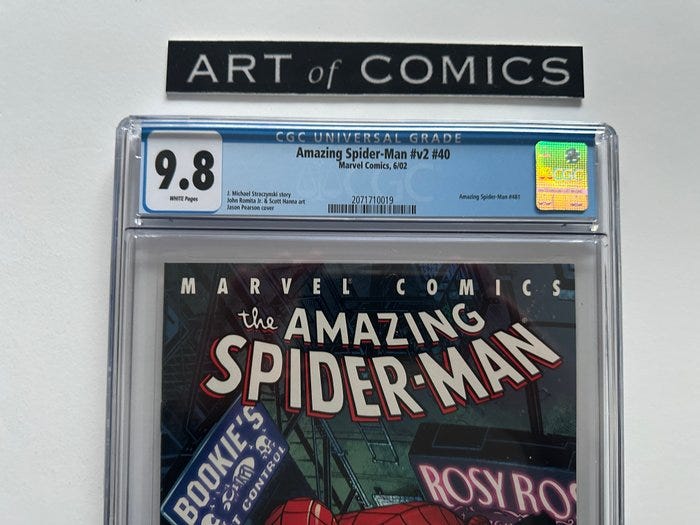 ART of COMICS
CGC UNIVERSAL GRADE
9.8
WHITE Pages
Amazing Spider-Man #v2 #40
Marvel Comics, 6/02
J. Michael Straczynski story
John Romita Jr. & Scott Hanna art
Jason Pearson cover
2071710019
Amazing Spider-Man #481
CGC
MARVEL COMICS
the AMAZING
SPIDER-MAN
BOOKIE'S
T CONTROL
ROSY ROS